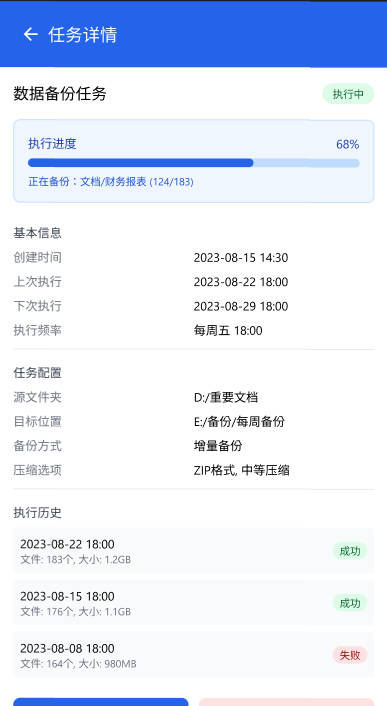 任务详情
数据备份任务 执行中
执行进度 68%
正在备份：文档/财务报表 (124/183)
基本信息
创建时间 2023-08-15 14:30
上次执行 2023-08-22 18:00
下次执行 2023-08-29 18:00
执行频率 每周五 18:00
任务配置
源文件夹 D:/重要文档
目标位置 E:/备份/每周备份
备份方式 增量备份
压缩选项 ZIP格式, 中等压缩
执行历史
2023-08-22 18:00
文件: 183个, 大小: 1.2GB 成功
2023-08-15 18:00
文件: 176个, 大小: 1.1GB 成功
2023-08-08 18:00
文件: 164个, 大小: 980MB 失败